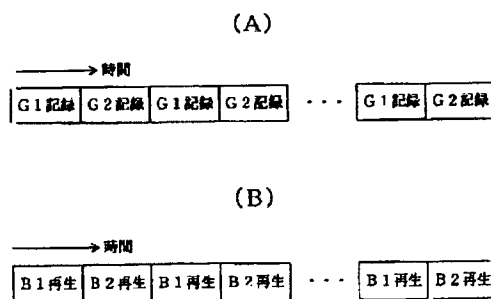 (A)
時間
G1記録 G2記録 G1記録 G2記録 ・・・ G1記録 G2記録
(B)
時間
B1再生 B2再生 B1再生 B2再生 ・・・ B1再生 B2再生